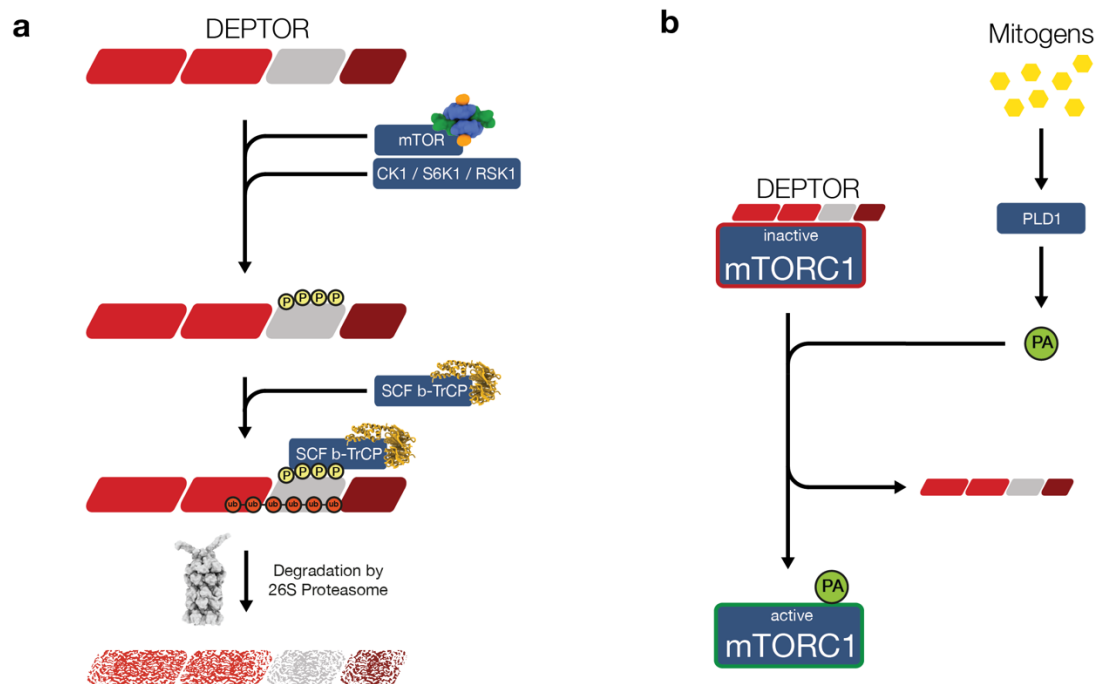 a
DEPTOR
mTOR
CK1 / S6K1 / RSK1
P P P P
SCF b-TrCP
SCF b-TrCP
P P P P
ub ub ub ub ub ub
Degradation by
26S Proteasome
b
Mitogens
DEPTOR
PLD1
inactive
mTORC1
PA
PA
active
mTORC1